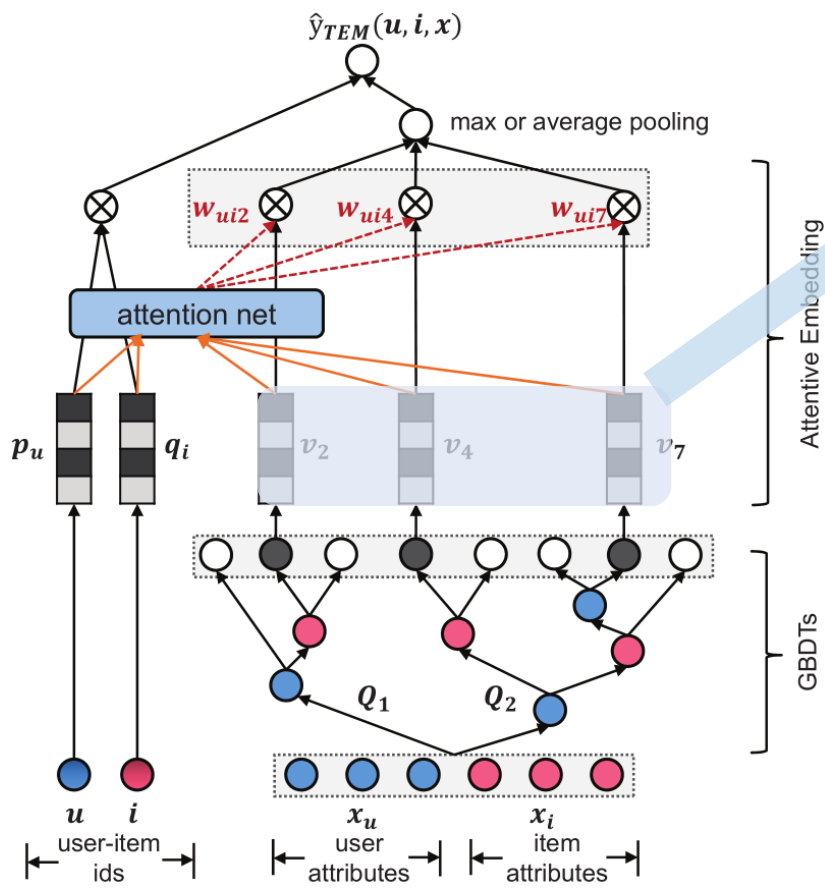 ŷ_TEM(u, i, x)
max or average pooling
w_ui2 w_ui4 w_ui7
attention net
Attentive Embedding
p_u q_i v_2 v_4 v_7
GBDTs
Q_1 Q_2
u i x_u x_i
user-item ids
user attributes
item attributes